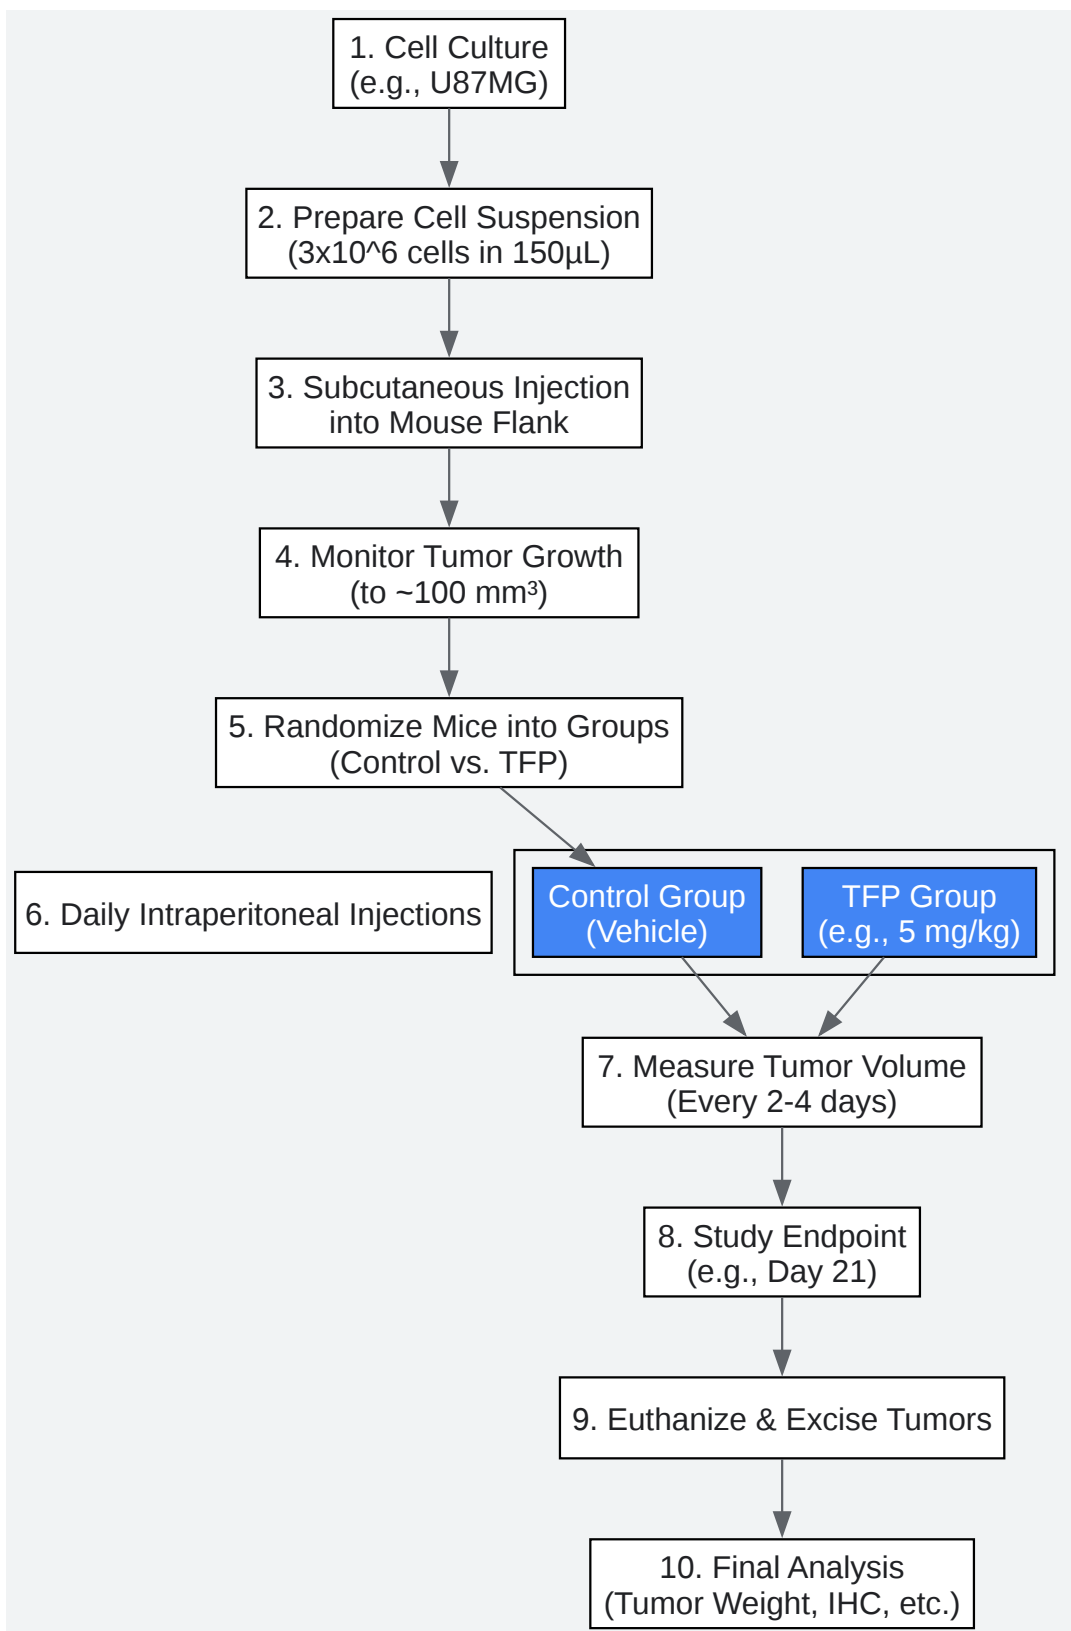 1. Cell Culture
(e.g., U87MG)
2. Prepare Cell Suspension
(3x10^6 cells in 150µL)
3. Subcutaneous Injection
into Mouse Flank
4. Monitor Tumor Growth
(to ~100 mm³)
5. Randomize Mice into Groups
(Control vs. TFP)
6. Daily Intraperitoneal Injections
Control Group
(Vehicle)
TFP Group
(e.g., 5 mg/kg)
7. Measure Tumor Volume
(Every 2-4 days)
8. Study Endpoint
(e.g., Day 21)
9. Euthanize & Excise Tumors
10. Final Analysis
(Tumor Weight, IHC, etc.)